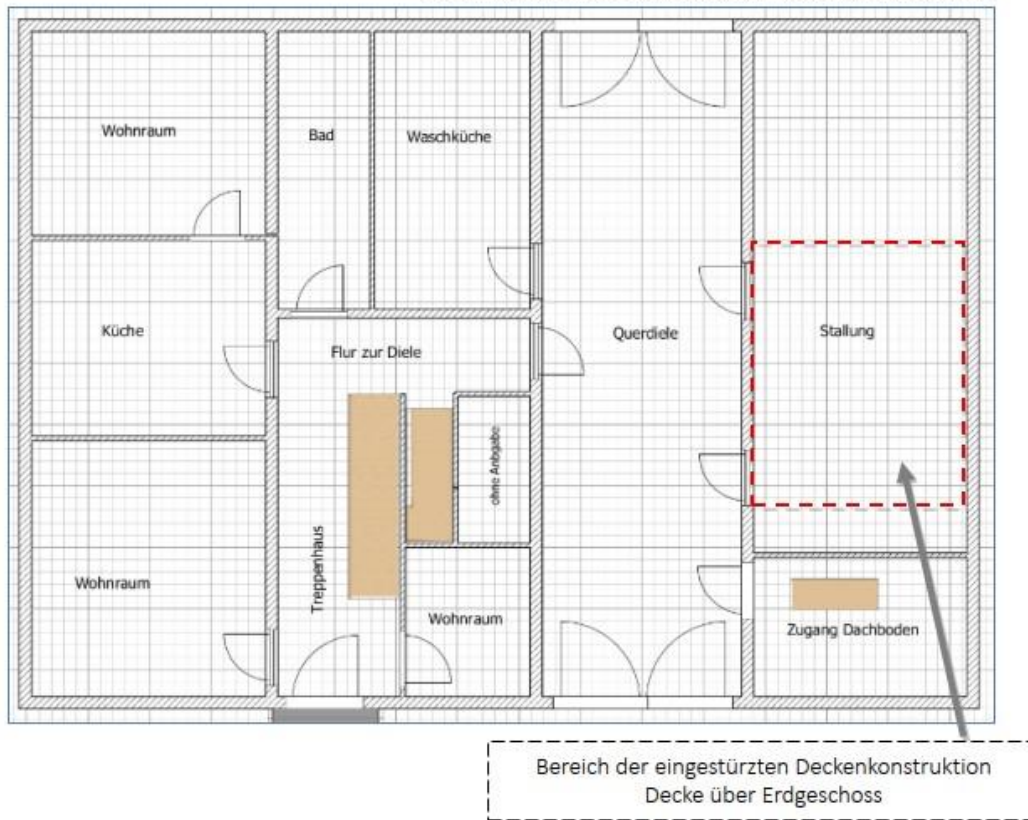 Wohnraum
Bad
Waschküche
Küche
Flur zur Diele
Querdiele
Stallung
ohne Anbgabe
Treppenhaus
Wohnraum
Wohnraum
Zugang Dachboden
Bereich der eingestürzten Deckenkonstruktion
Decke über Erdgeschoss